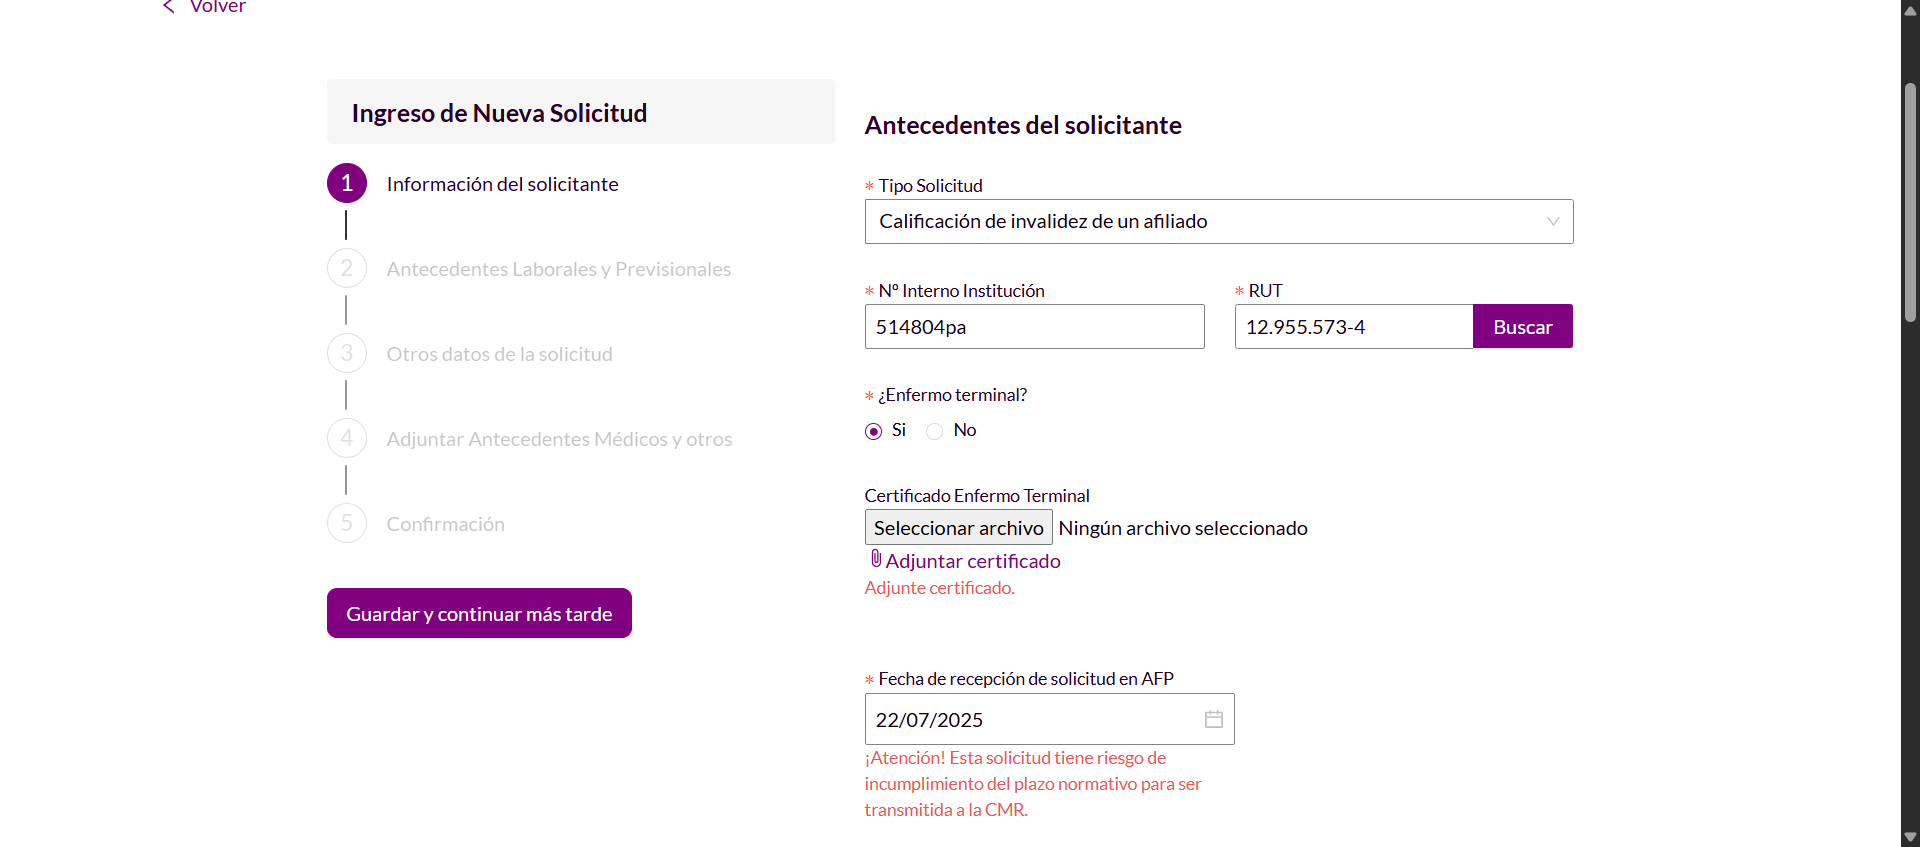 Volver
Ingreso de Nueva Solicitud
1 Información del solicitante
2 Antecedentes Laborales y Previsionales
3 Otros datos de la solicitud
4 Adjuntar Antecedentes Médicos y otros
5 Confirmación
Guardar y continuar más tarde
Antecedentes del solicitante
* Tipo Solicitud
Calificación de invalidez de un afiliado
* Nº Interno Institución
514804pa
* RUT
12.955.573-4 Buscar
* ¿Enfermo terminal?
Si No
Certificado Enfermo Terminal
Seleccionar archivo Ningún archivo seleccionado
Adjuntar certificado
Adjunte certificado.
* Fecha de recepción de solicitud en AFP
22/07/2025
¡Atención! Esta solicitud tiene riesgo de
incumplimiento del plazo normativo para ser
transmitida a la CMR.